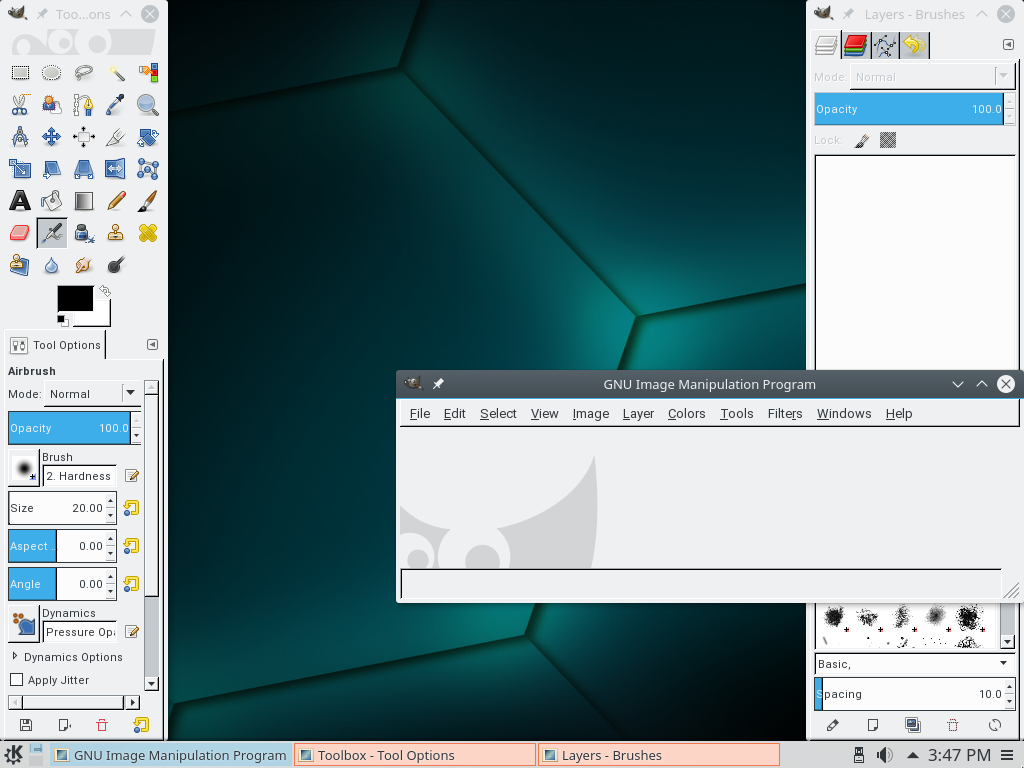 Too...ons
Tool Options
Airbrush
Mode: Normal
Opacity 100.0
Brush
2. Hardness
Size 20.00
Aspect... 0.00
Angle 0.00
Dynamics
Pressure Opa
Dynamics Options
Apply Jitter
Layers - Brushes
Mode: Normal
Opacity 100.0
Lock:
GNU Image Manipulation Program
File Edit Select View Image Layer Colors Tools Filters Windows Help
Basic,
Spacing 10.0
GNU Image Manipulation Program
Toolbox - Tool Options
Layers - Brushes
3:47 PM